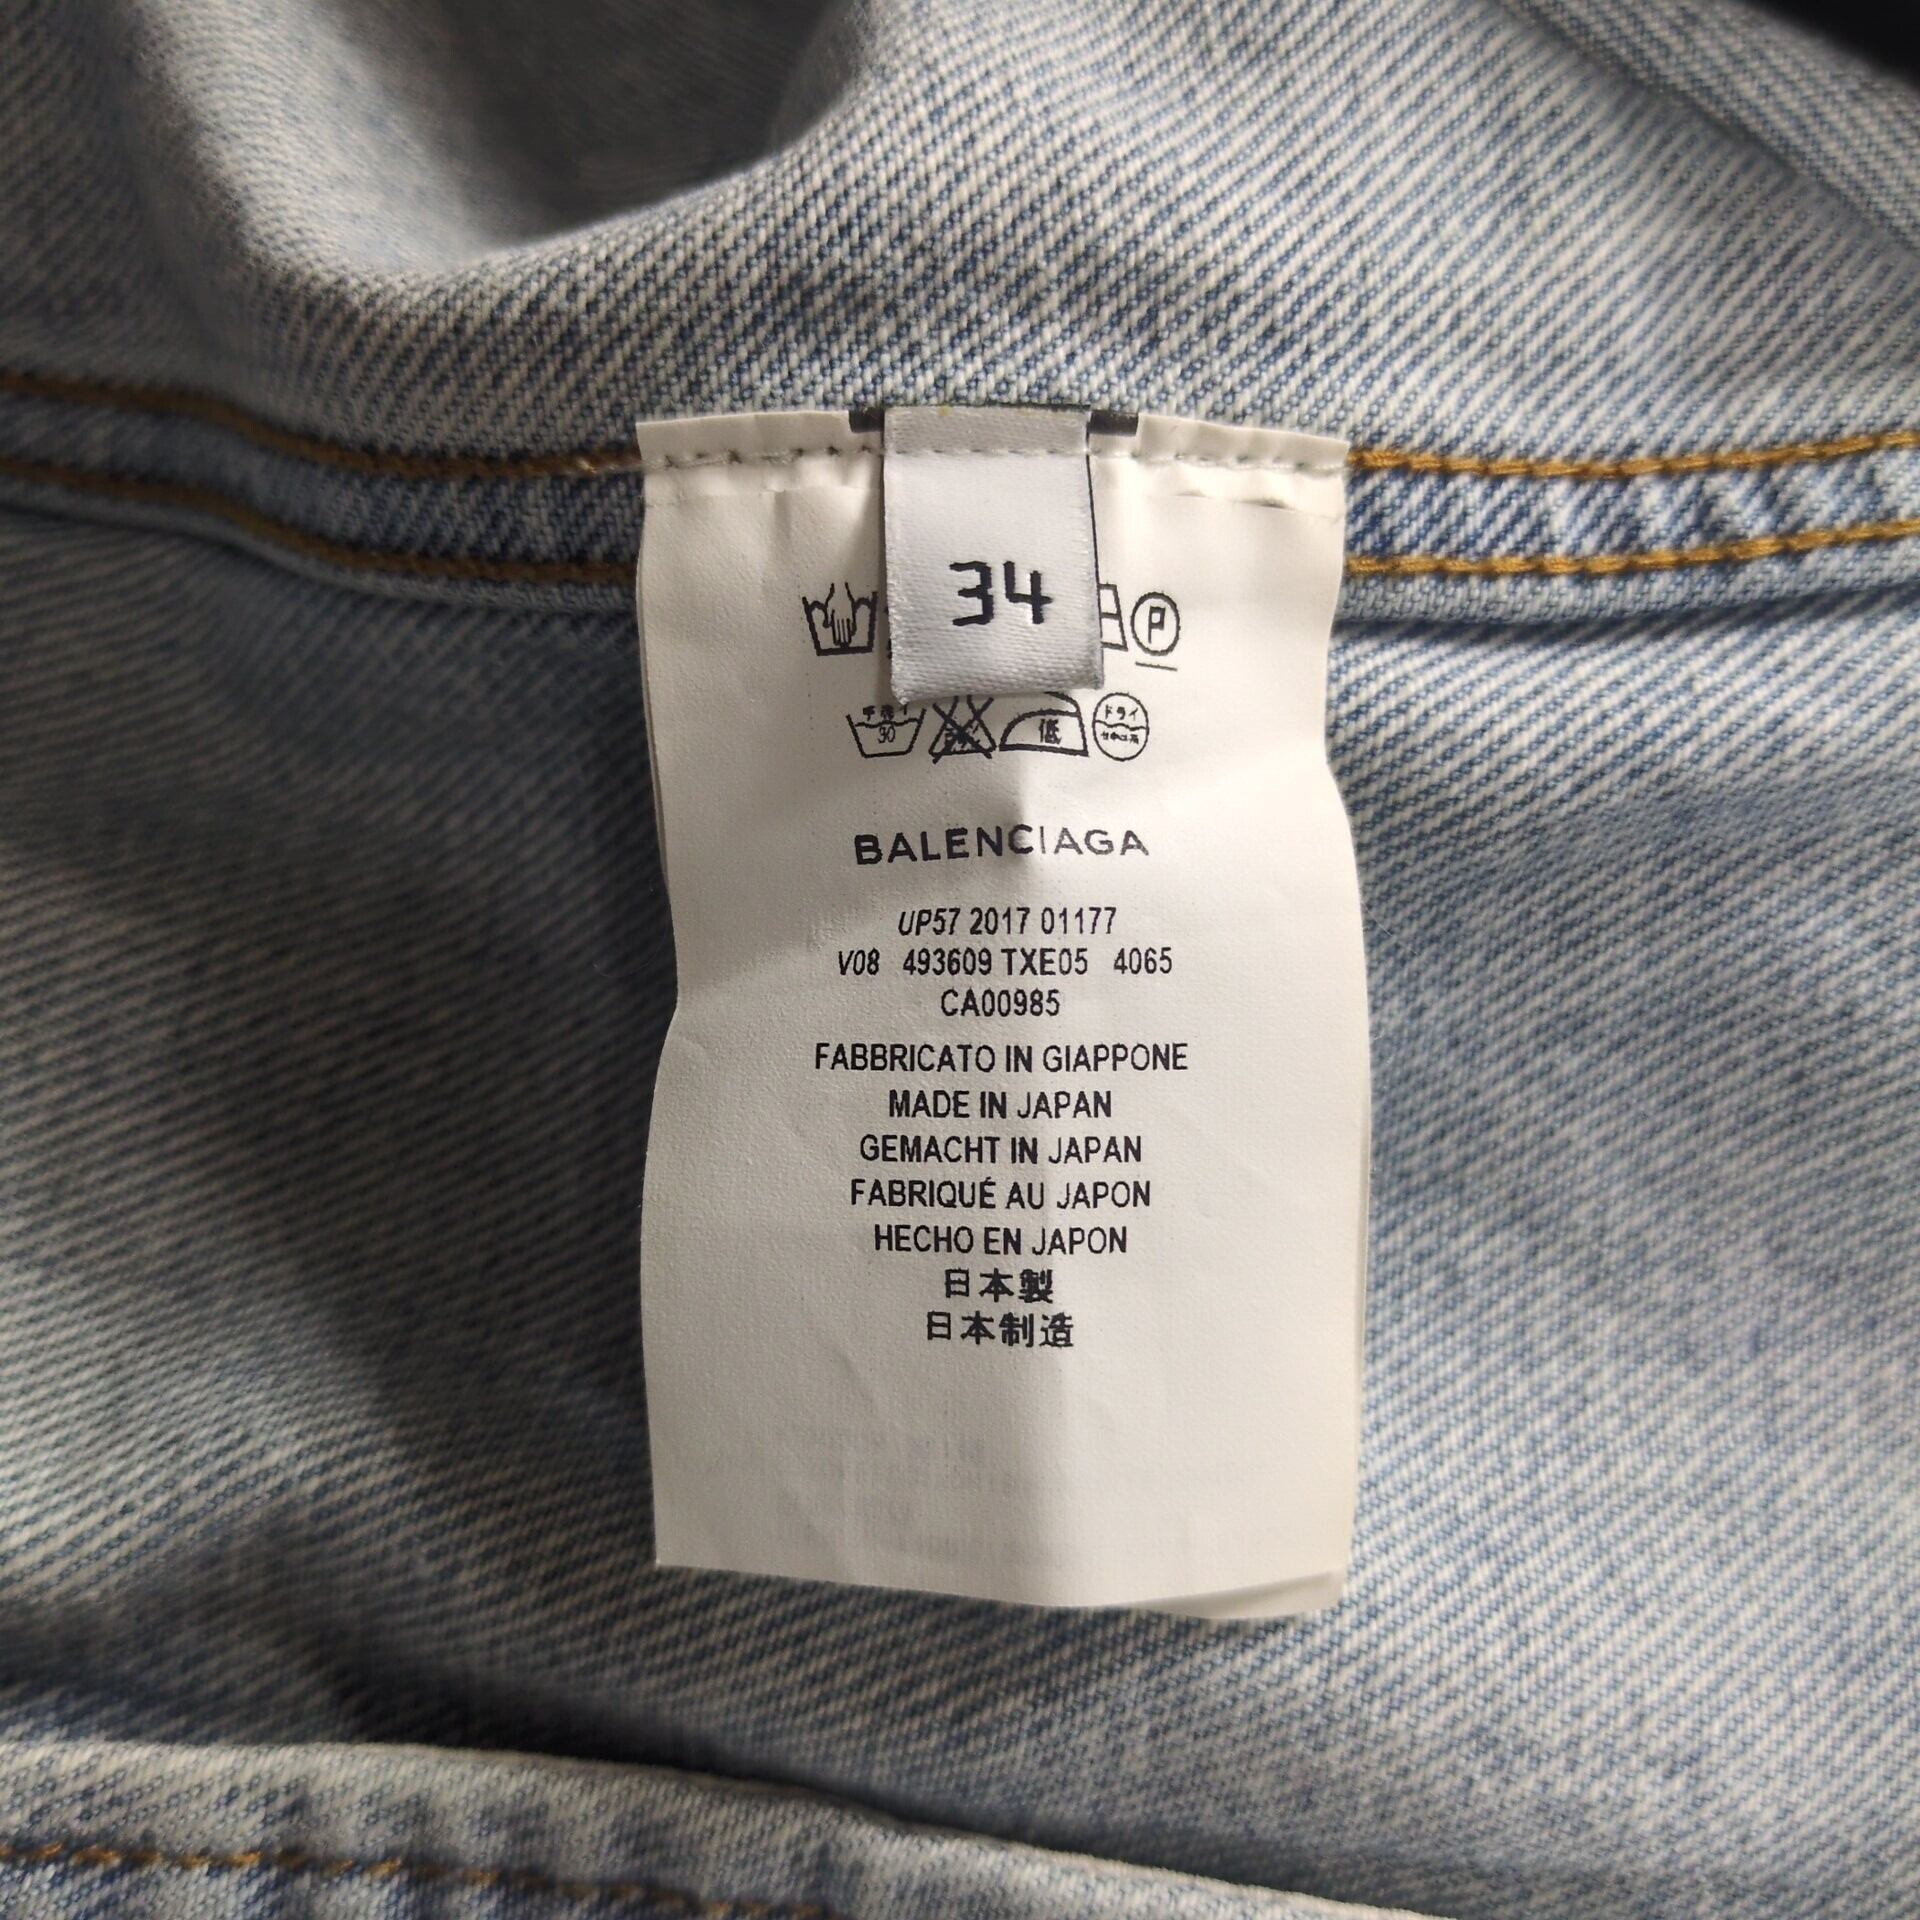 34
P
手洗イ
30
低
ドライ
BALENCIAGA
UP57 2017 01177
V08 493609 TXE05 4065
CA00985
FABBRICATO IN GIAPPONE
MADE IN JAPAN
GEMACHT IN JAPAN
FABRIQUÉ AU JAPON
HECHO EN JAPON
日本製
日本制造